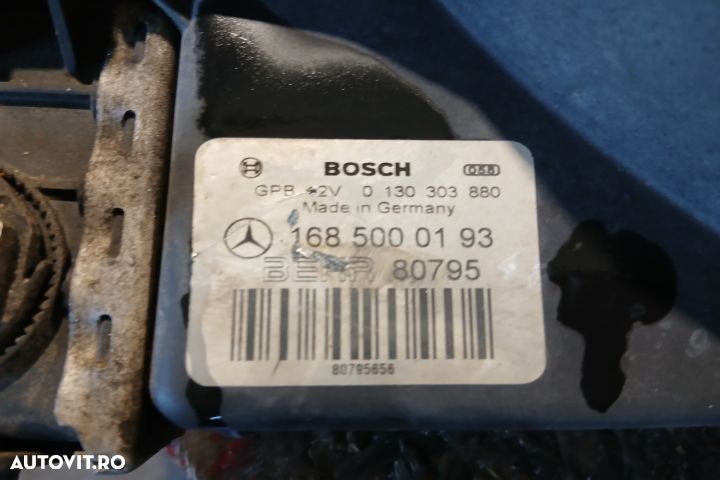 BOSCH
058
GPB 12V 0 130 303 880
Made in Germany
168 500 01 93
BEHR 80795
80795656
AUTOVIT.RO